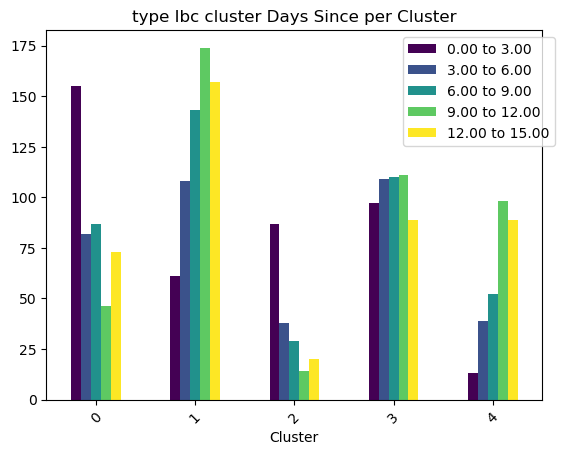 type Ibc cluster Days Since per Cluster
175
150
125
100
75
50
25
0
0.00 to 3.00
3.00 to 6.00
6.00 to 9.00
9.00 to 12.00
12.00 to 15.00
0 1 2 3 4
Cluster